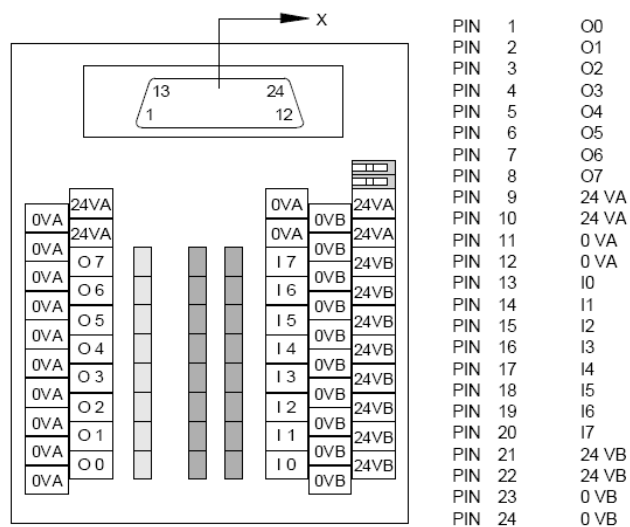 X
13 24
1 12
24VA 0VA 24VA
0VA 0VB
24VA 0VA 24VA
0VA 0VB
O 7 I 7 24VB
0VA 0VB
O 6 I 6 24VB
0VA 0VB
O 5 I 5 24VB
0VA 0VB
O 4 I 4 24VB
0VA 0VB
O 3 I 3 24VB
0VA 0VB
O 2 I 2 24VB
0VA 0VB
O 1 I 1 24VB
0VA 0VB
O 0 I 0 24VB
0VA 0VB
PIN 1 O0
PIN 2 O1
PIN 3 O2
PIN 4 O3
PIN 5 O4
PIN 6 O5
PIN 7 O6
PIN 8 O7
PIN 9 24 VA
PIN 10 24 VA
PIN 11 0 VA
PIN 12 0 VA
PIN 13 I0
PIN 14 I1
PIN 15 I2
PIN 16 I3
PIN 17 I4
PIN 18 I5
PIN 19 I6
PIN 20 I7
PIN 21 24 VB
PIN 22 24 VB
PIN 23 0 VB
PIN 24 0 VB